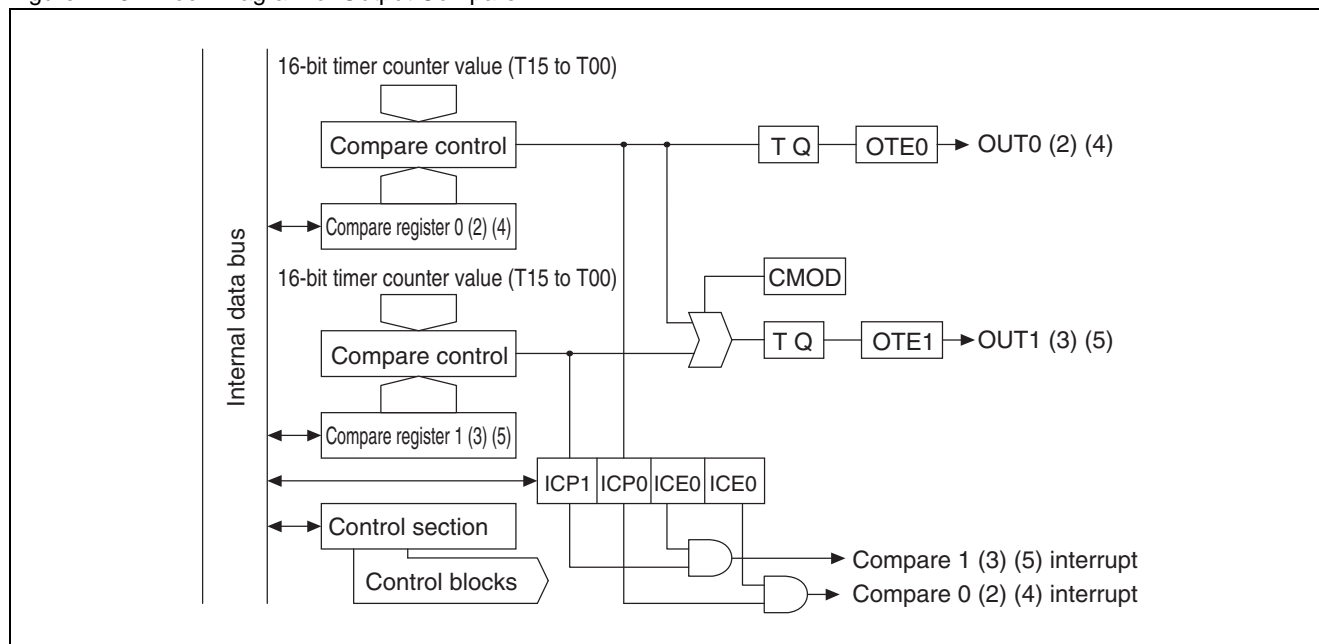 16-bit timer counter value (T15 to T00)
Compare control
T Q
OTE0
OUT0 (2) (4)
Compare register 0 (2) (4)
Internal data bus
16-bit timer counter value (T15 to T00)
CMOD
Compare control
T Q
OTE1
OUT1 (3) (5)
Compare register 1 (3) (5)
ICP1 ICP0 ICE0 ICE0
Control section
Control blocks
Compare 1 (3) (5) interrupt
Compare 0 (2) (4) interrupt